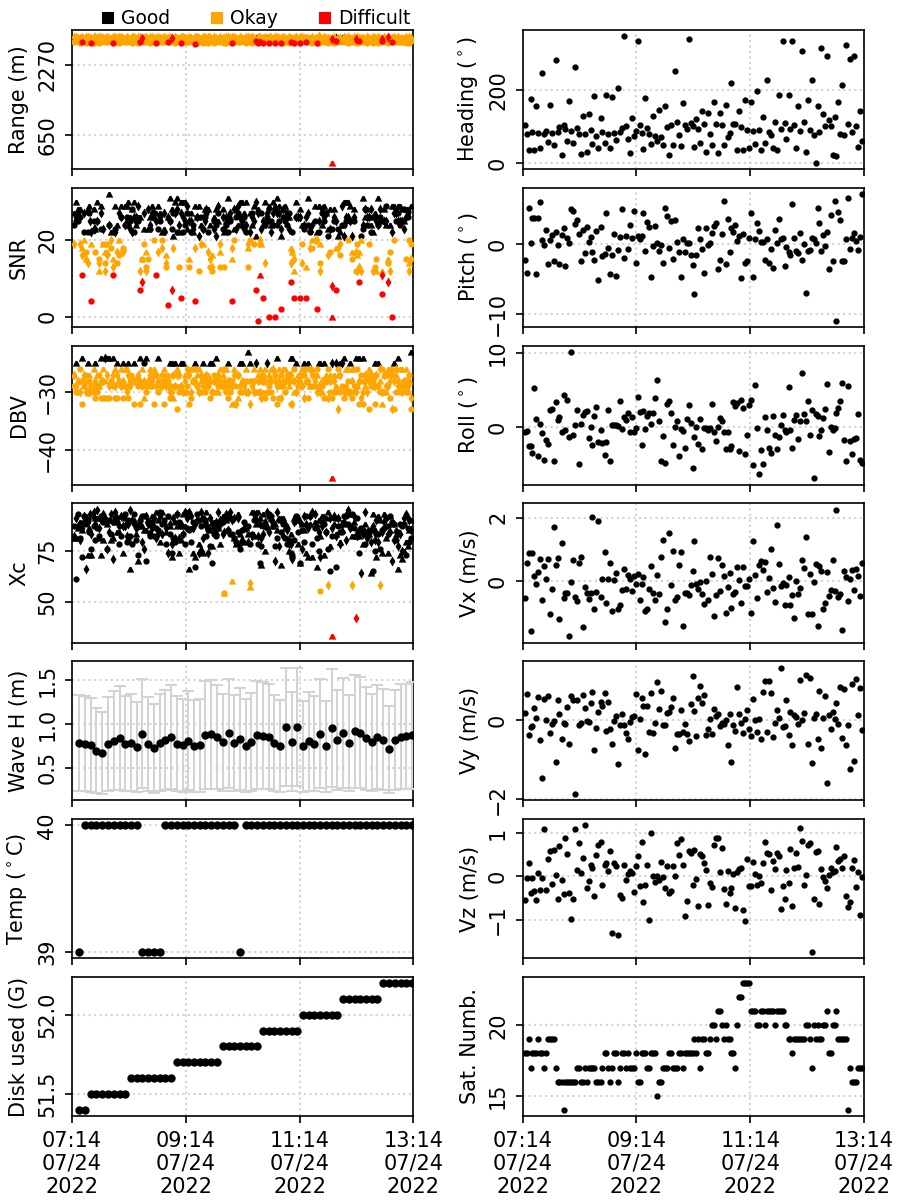 Good Okay Difficult
Range (m)
2270
650
Heading (°)
200
0
SNR
20
0
Pitch (°)
0
−10
DBV
−30
−40
Roll (°)
10
0
Xc
75
50
Vx (m/s)
2
0
Wave H (m)
1.5
1.0
0.5
Vy (m/s)
0
−2
Temp (°C)
40
39
Vz (m/s)
1
0
−1
Disk used (G)
52.0
51.5
Sat. Numb.
20
15
07:14 09:14 11:14 13:14
07/24 07/24 07/24 07/24
2022 2022 2022 2022
07:14 09:14 11:14 13:14
07/24 07/24 07/24 07/24
2022 2022 2022 2022